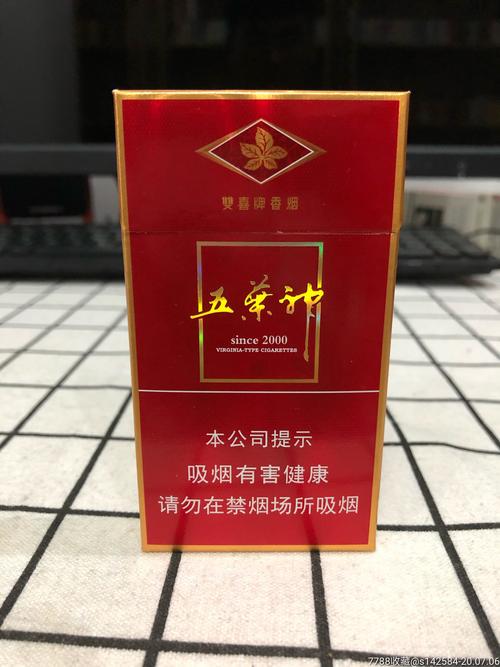 雙喜牌香烟
五葉神
since 2000
VIRGINIA-TYPE CIGARETTES
本公司提示
吸烟有害健康
请勿在禁烟场所吸烟
7788收藏@s142584-20.07.06